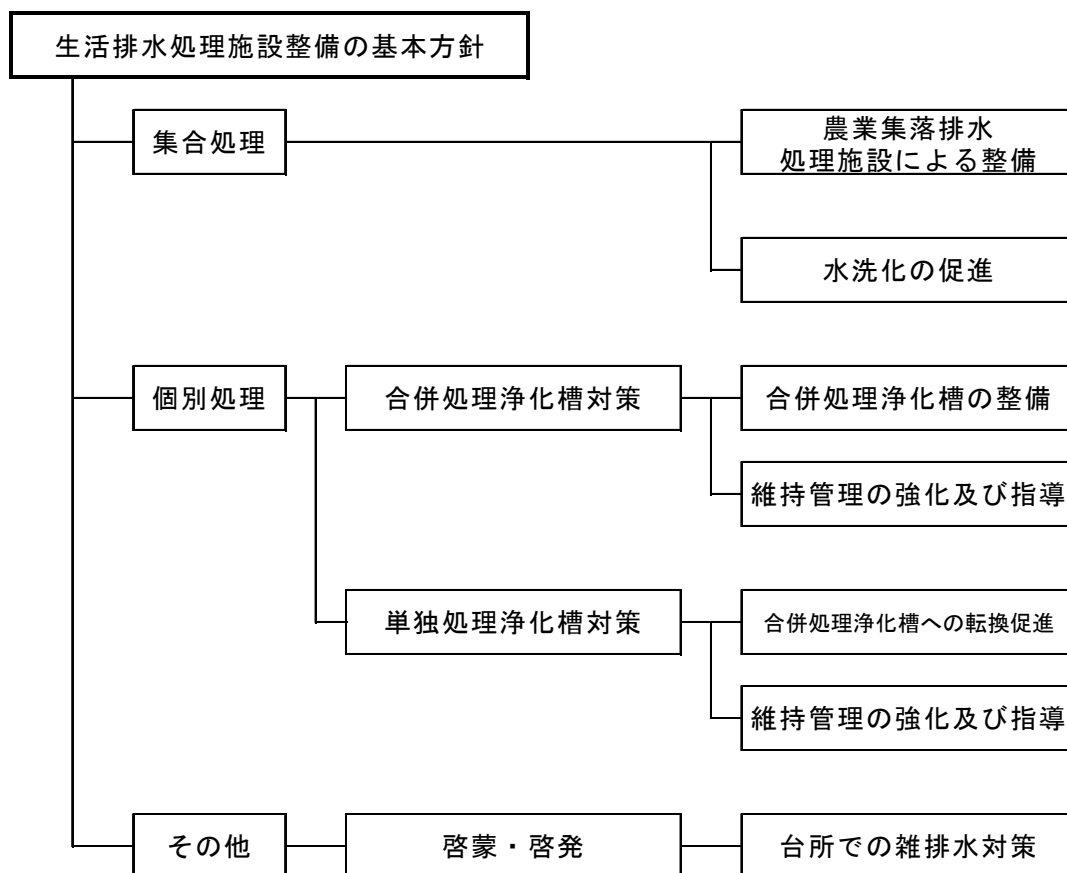 生活排水処理施設整備の基本方針
集合処理
農業集落排水
処理施設による整備
水洗化の促進
個別処理
合併処理浄化槽対策
合併処理浄化槽の整備
維持管理の強化及び指導
単独処理浄化槽対策
合併処理浄化槽への転換促進
維持管理の強化及び指導
その他
啓蒙・啓発
台所での雑排水対策